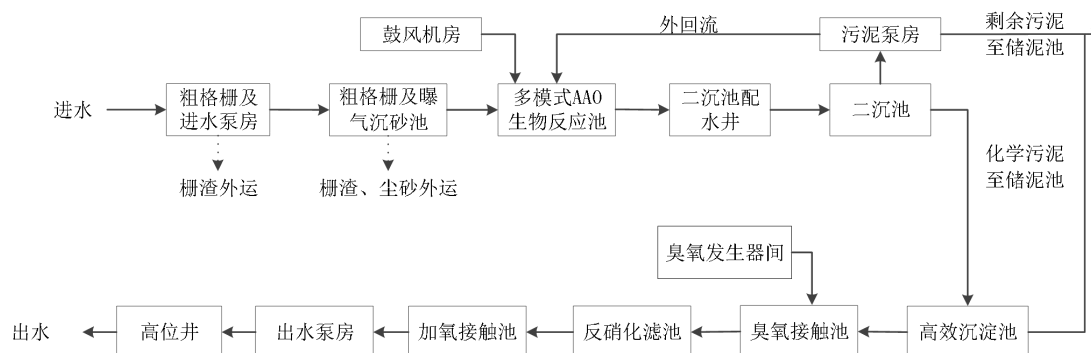 鼓风机房
外回流
污泥泵房
剩余污泥
至储泥池
进水
粗格栅及
进水泵房
粗格栅及曝
气沉砂池
多模式AAO
生物反应池
二沉池配
水井
二沉池
栅渣外运
栅渣、尘砂外运
化学污泥
至储泥池
臭氧发生器间
出水
高位井
出水泵房
加氧接触池
反硝化滤池
臭氧接触池
高效沉淀池